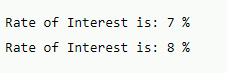 Rate of Interest is: 7 %
Rate of Interest is: 8 %